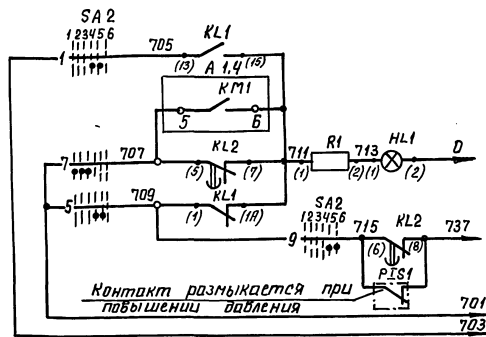 SA2
123456
1
705
KL1
(13)
(15)
A 1.4
KM1
5
Б
7
707
KL2
(5)
(7)
711
(1)
R1
(2)
713
(1)
HL1
(2)
0
5
709
KL1
(1)
(1A)
SA2
123456
9
715
KL2
737
(6)
(8)
PIS1
Контакт размыкается при
повышении давления
701
703